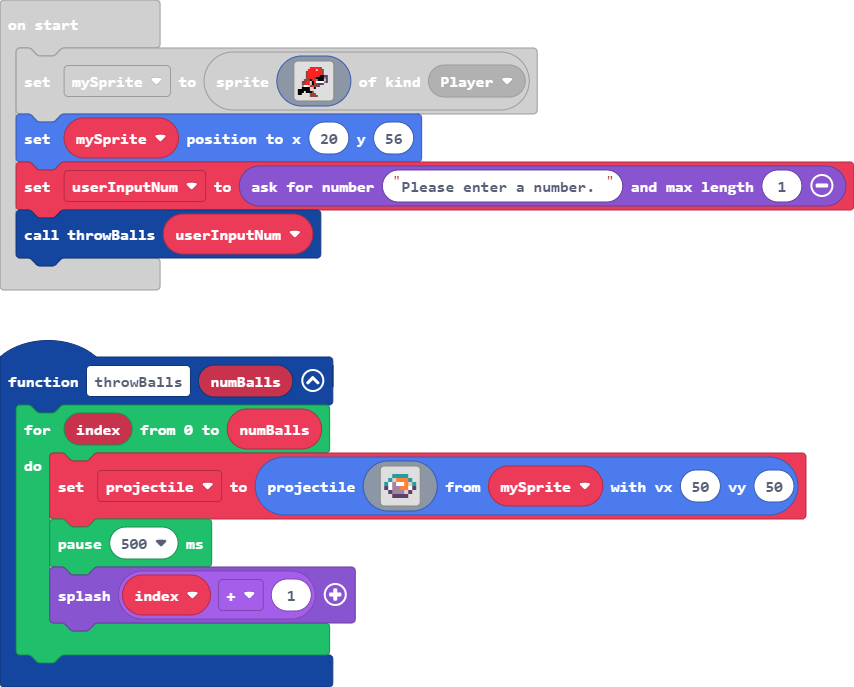 on start
set mySprite to sprite of kind Player
set mySprite position to x 20 y 56
set userInputNum to ask for number "Please enter a number. " and max length 1
call throwBalls userInputNum
function throwBalls numBalls
for index from 0 to numBalls
do
set projectile to projectile from mySprite with vx 50 vy 50
pause 500 ms
splash index + 1